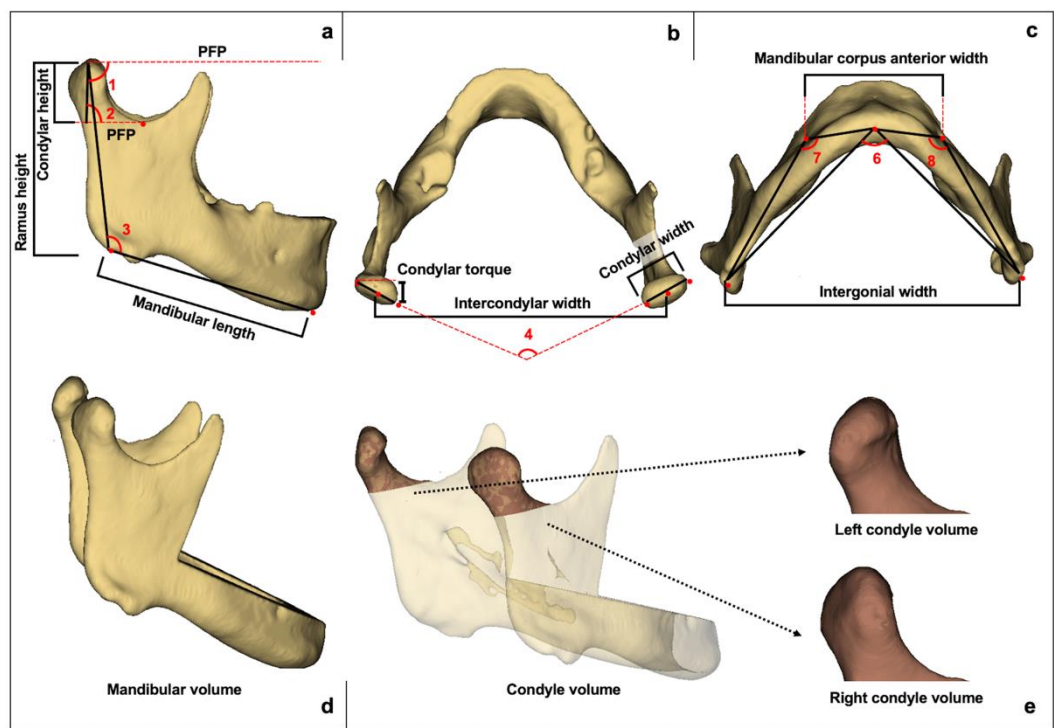 a
PFP
1
Condylar height
2
PFP
Ramus height
3
Mandibular length
b
Condylar torque
Condylar width
Intercondylar width
4
c
Mandibular corpus anterior width
7
6
8
Intergonial width
Mandibular volume
d
Condyle volume
Left condyle volume
Right condyle volume
e